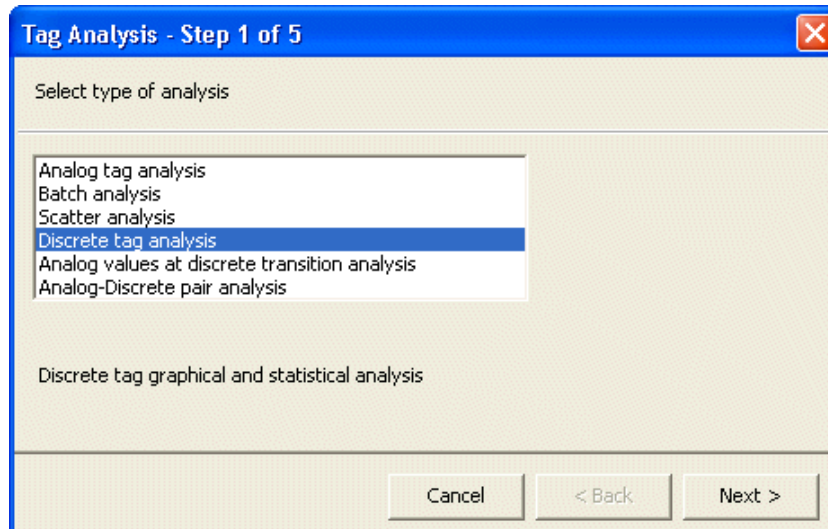 Tag Analysis - Step 1 of 5
Select type of analysis
Analog tag analysis
Batch analysis
Scatter analysis
Discrete tag analysis
Analog values at discrete transition analysis
Analog-Discrete pair analysis
Discrete tag graphical and statistical analysis
Cancel < Back Next >